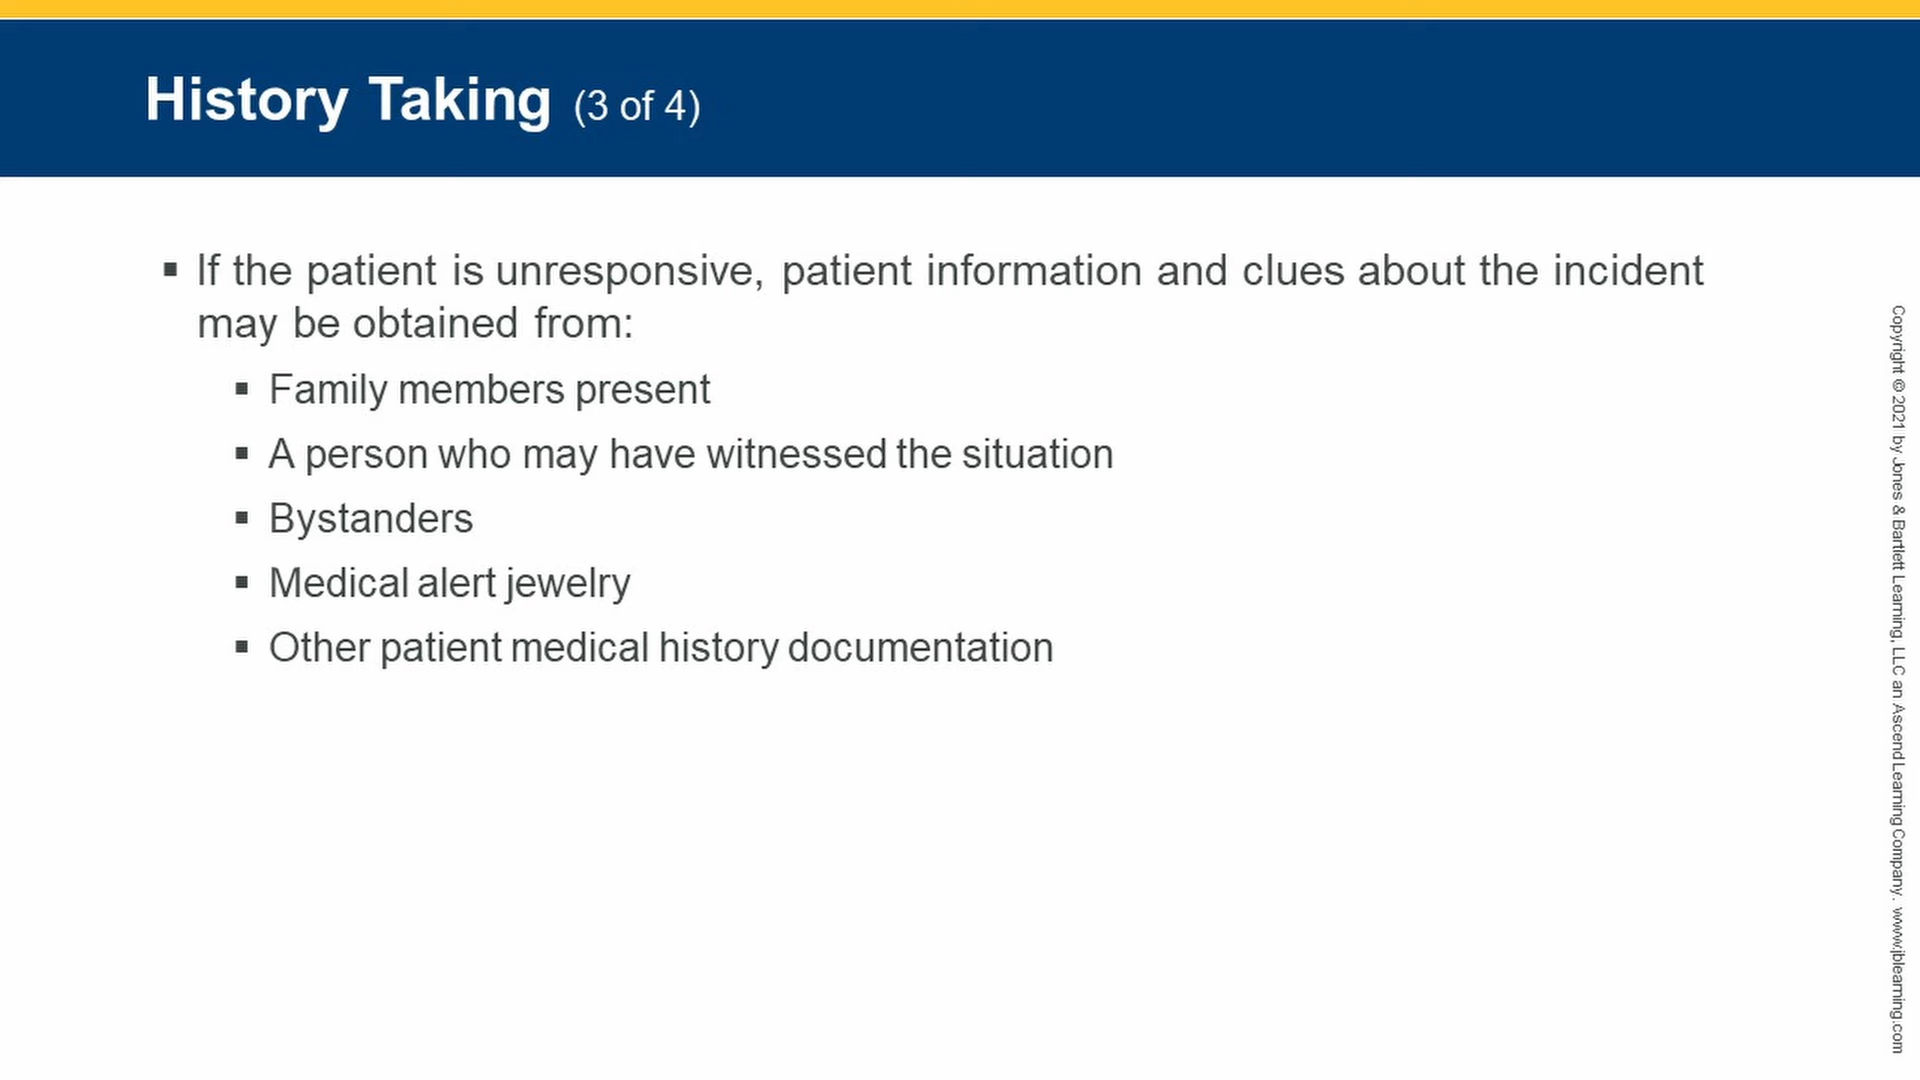 History Taking (3 of 4)
▪ If the patient is unresponsive, patient information and clues about the incident
may be obtained from:
▪ Family members present
▪ A person who may have witnessed the situation
▪ Bystanders
▪ Medical alert jewelry
▪ Other patient medical history documentation
Copyright © 2021 by Jones & Bartlett Learning, LLC an Ascend Learning Company. www.jblearning.com